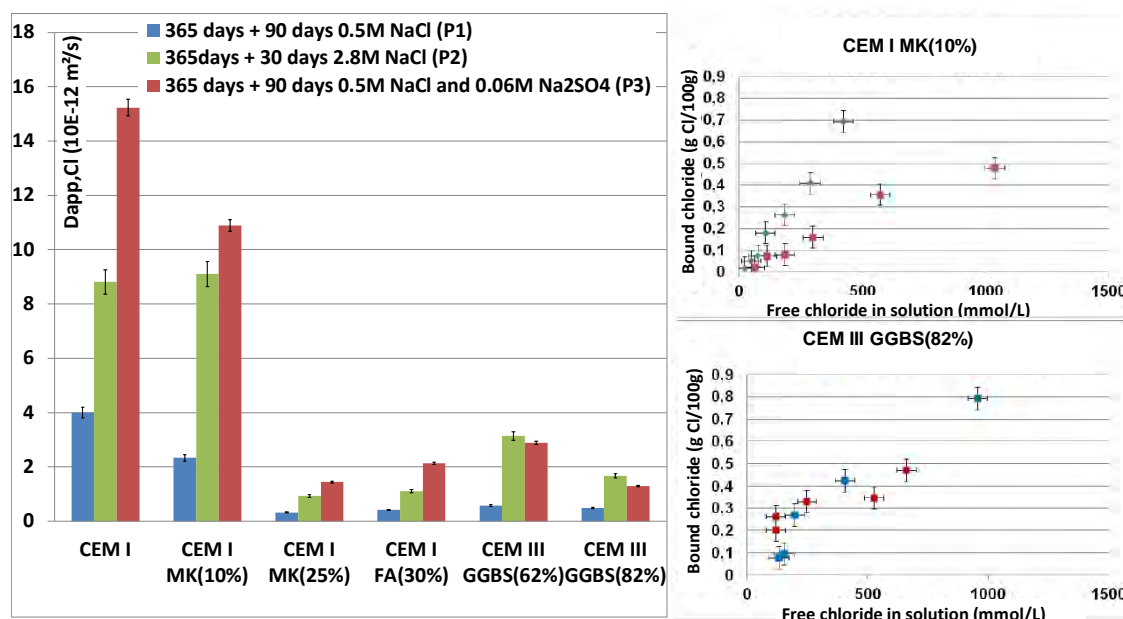 18
16
14
12
10
8
6
4
2
0
Dapp,Cl (10E-12 m²/s)
365 days + 90 days 0.5M NaCl (P1)
365days + 30 days 2.8M NaCl (P2)
365 days + 90 days 0.5M NaCl and 0.06M Na2SO4 (P3)
CEM I
CEM I
MK(10%)
CEM I
MK(25%)
CEM I
FA(30%)
CEM III
GGBS(62%)
CEM III
GGBS(82%)
CEM I MK(10%)
Bound chloride (g Cl/100g)
0,9
0,8
0,7
0,6
0,5
0,4
0,3
0,2
0,1
0
0
500
1000
1500
Free chloride in solution (mmol/L)
CEM III GGBS(82%)
Bound chloride (g Cl/100g)
0,9
0,8
0,7
0,6
0,5
0,4
0,3
0,2
0,1
0
0
500
1000
1500
Free chloride in solution (mmol/L)